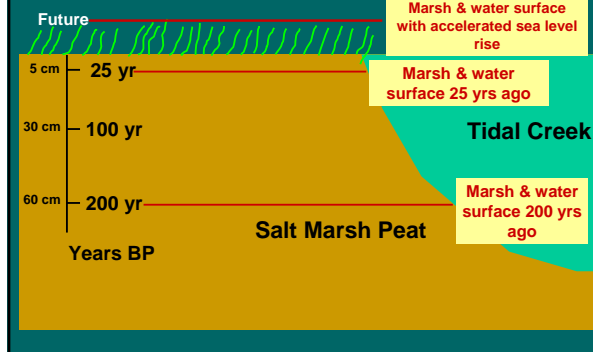 Future
Marsh & water surface
with accelerated sea level
rise
5 cm
25 yr
Marsh & water
surface 25 yrs ago
30 cm
100 yr
Tidal Creek
60 cm
200 yr
Marsh & water
surface 200 yrs
ago
Salt Marsh Peat
Years BP